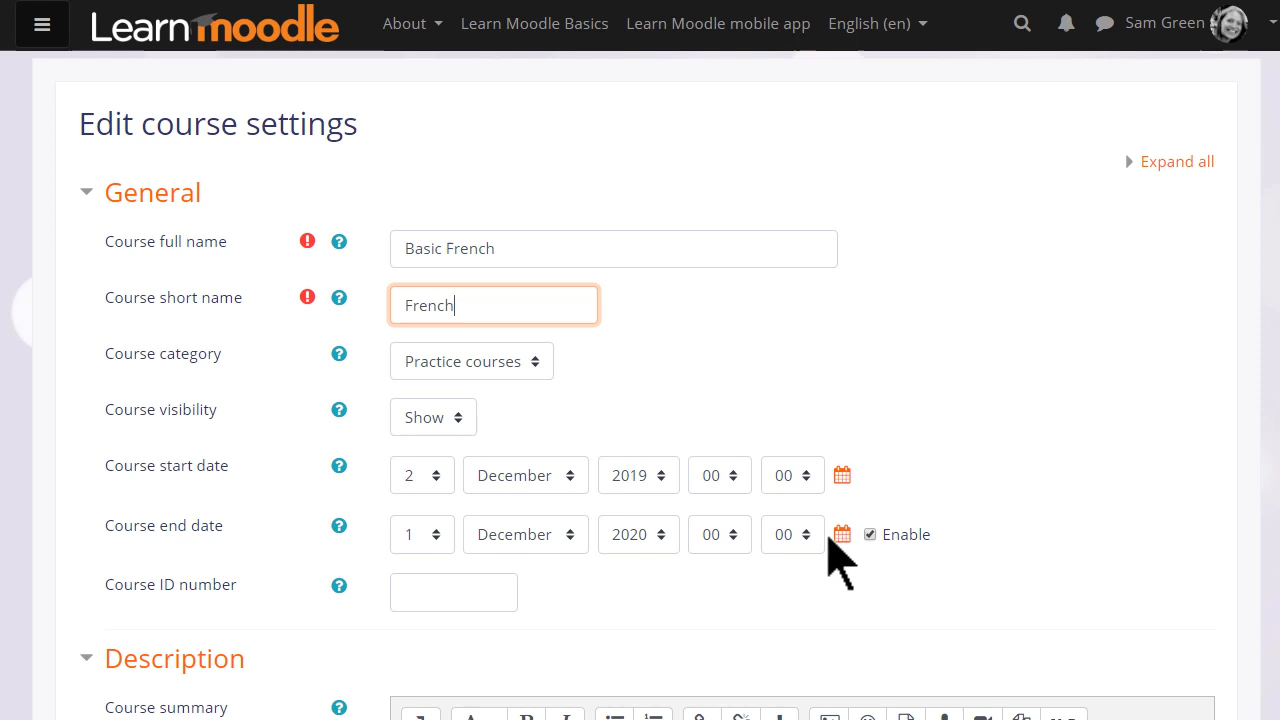 Learn moodle About Learn Moodle Basics Learn Moodle mobile app English (en) Sam Green
Edit course settings
Expand all
General
Course full name Basic French
Course short name French
Course category Practice courses
Course visibility Show
Course start date 2 December 2019 00 00
Course end date 1 December 2020 00 00 Enable
Course ID number
Description
Course summary